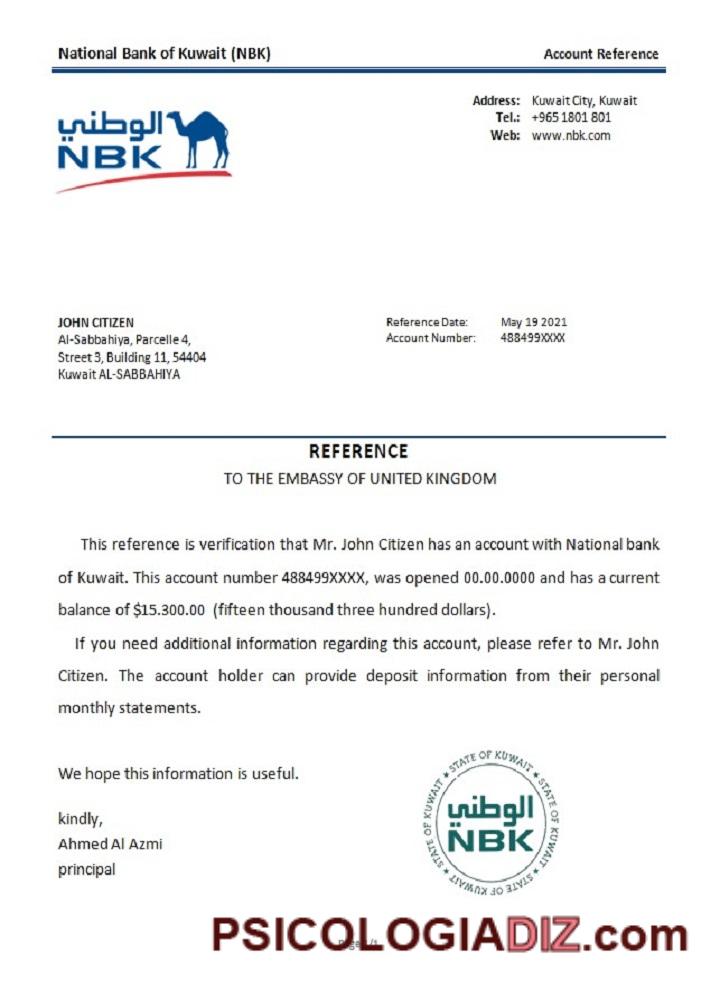 National Bank of Kuwait (NBK) Account Reference
Address: Kuwait City, Kuwait
Tel.: +965 1801 801
Web: www.nbk.com
الوطني
NBK
JOHN CITIZEN
Al-Sabbahiya, Parcelle 4,
Street 3, Building 11, 54404
Kuwait AL-SABBAHIYA
Reference Date: May 19 2021
Account Number: 488499XXXX
REFERENCE
TO THE EMBASSY OF UNITED KINGDOM
This reference is verification that Mr. John Citizen has an account with National bank
of Kuwait. This account number 488499XXXX, was opened 00.00.0000 and has a current
balance of $15.300.00 (fifteen thousand three hundred dollars).
If you need additional information regarding this account, please refer to Mr. John
Citizen. The account holder can provide deposit information from their personal
monthly statements.
We hope this information is useful.
kindly,
Ahmed Al Azmi
principal
STATE OF KUWAIT ★ STATE OF KUWAIT ★ STATE OF KUWAIT ★ STATE OF KUWAIT ★
الوطني
NBK
PSICOLOGIADIZ.com